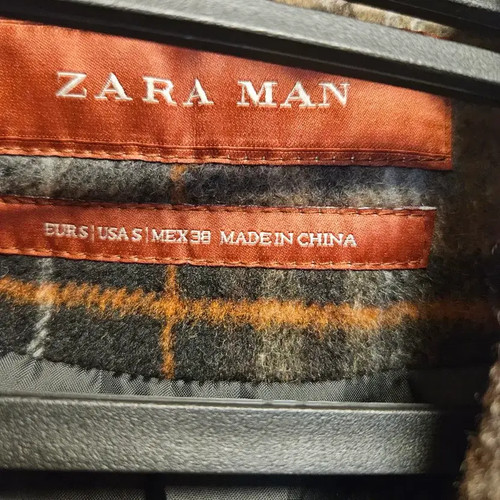 ZARA MAN
EUR S | USA S | MEX 38 MADE IN CHINA